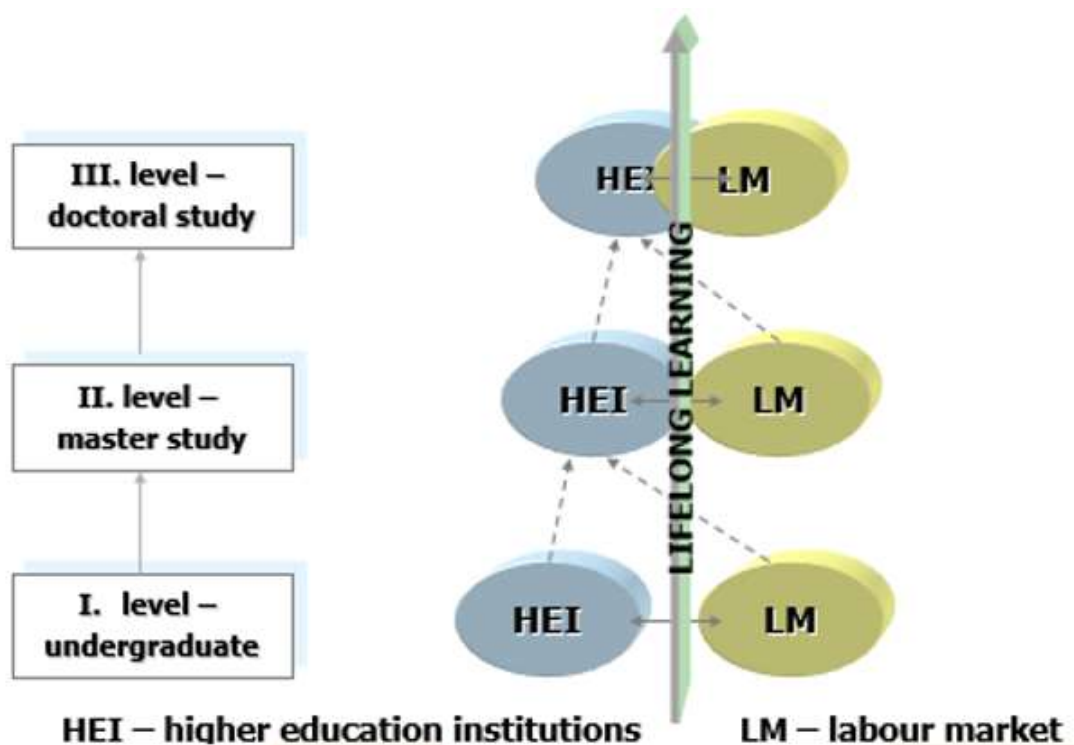 III. level –
doctoral study
HEI
LM
II. level –
master study
HEI
LM
LIFELONG LEARNING
I. level –
undergraduate
HEI
LM
HEI – higher education institutions
LM – labour market